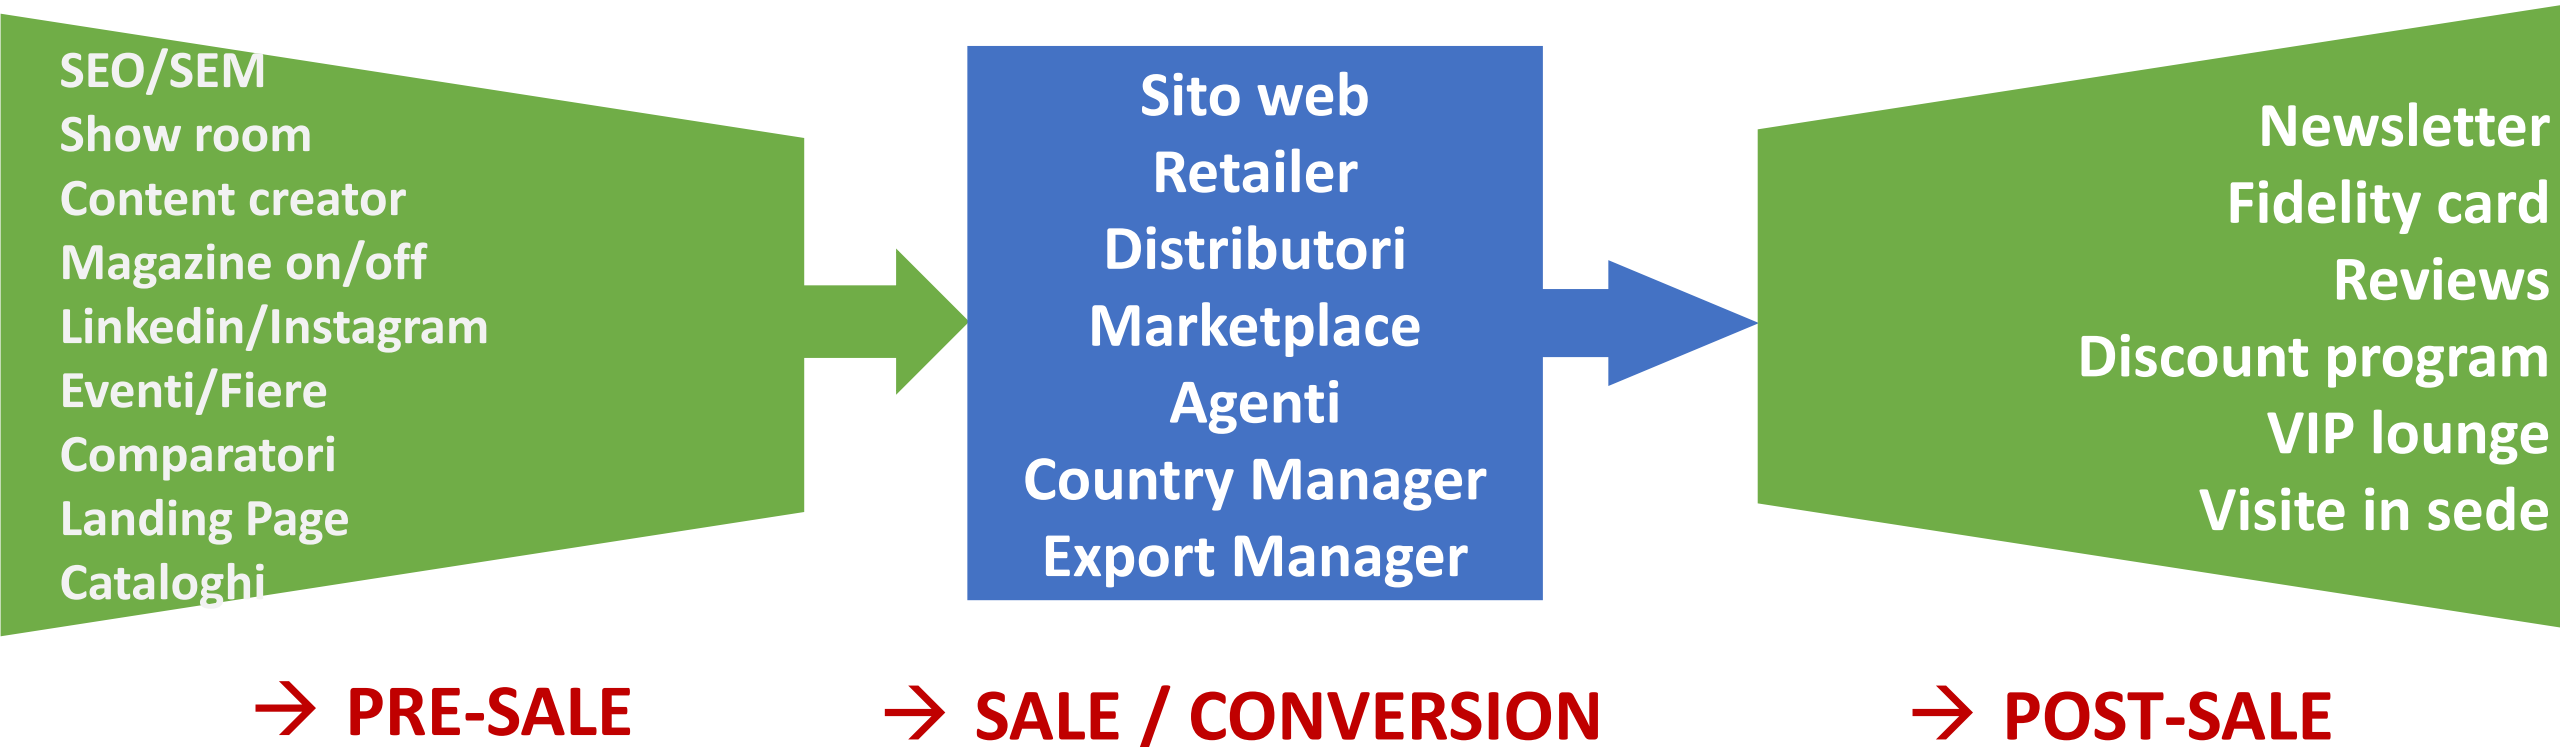 SEO/SEM
Show room
Content creator
Magazine on/off
Linkedin/Instagram
Eventi/Fiere
Comparatori
Landing Page
Cataloghi
Sito web
Retailer
Distributori
Marketplace
Agenti
Country Manager
Export Manager
Newsletter
Fidelity card
Reviews
Discount program
VIP lounge
Visite in sede
→ PRE-SALE
→ SALE / CONVERSION
→ POST-SALE